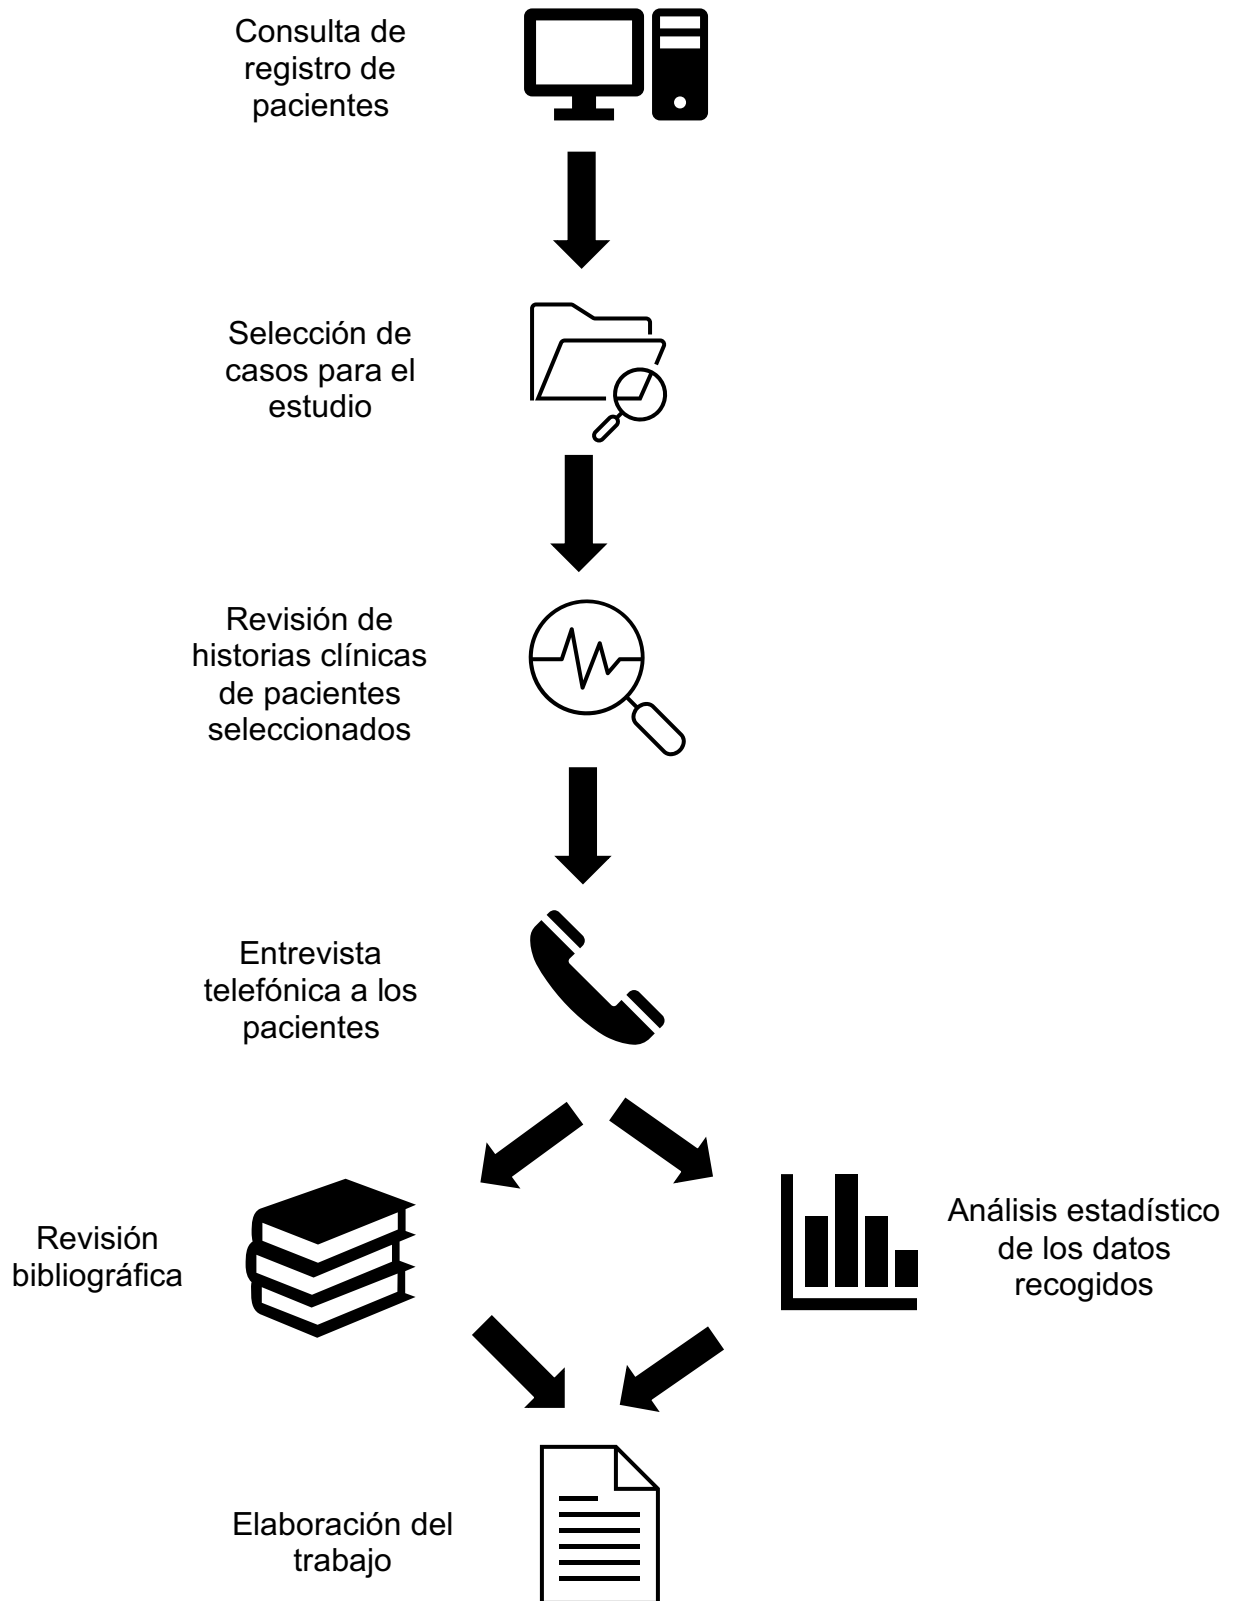 Consulta de
registro de
pacientes
Selección de
casos para el
estudio
Revisión de
historias clínicas
de pacientes
seleccionados
Entrevista
telefónica a los
pacientes
Revisión
bibliográfica
Análisis estadístico
de los datos
recogidos
Elaboración del
trabajo